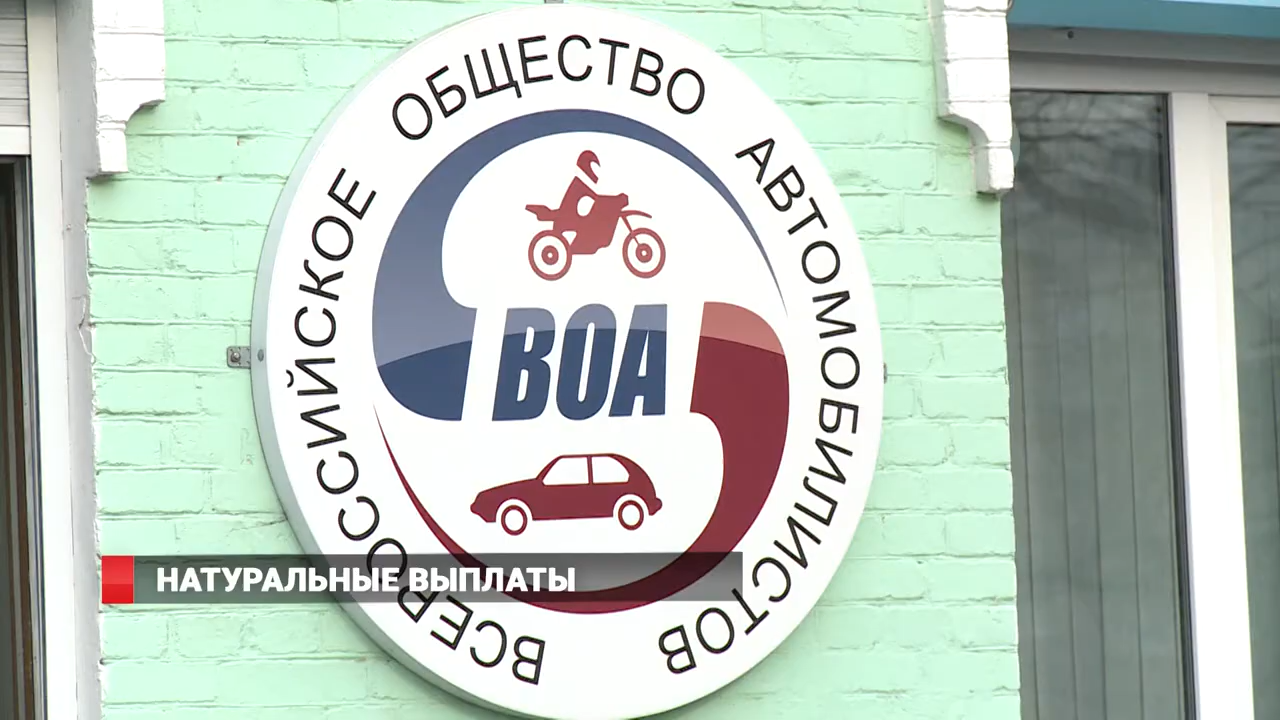 ВСЕРОССИЙСКОЕ ОБЩЕСТВО АВТОМОБИЛИСТОВ
ВОА
НАТУРАЛЬНЫЕ ВЫПЛАТЫ